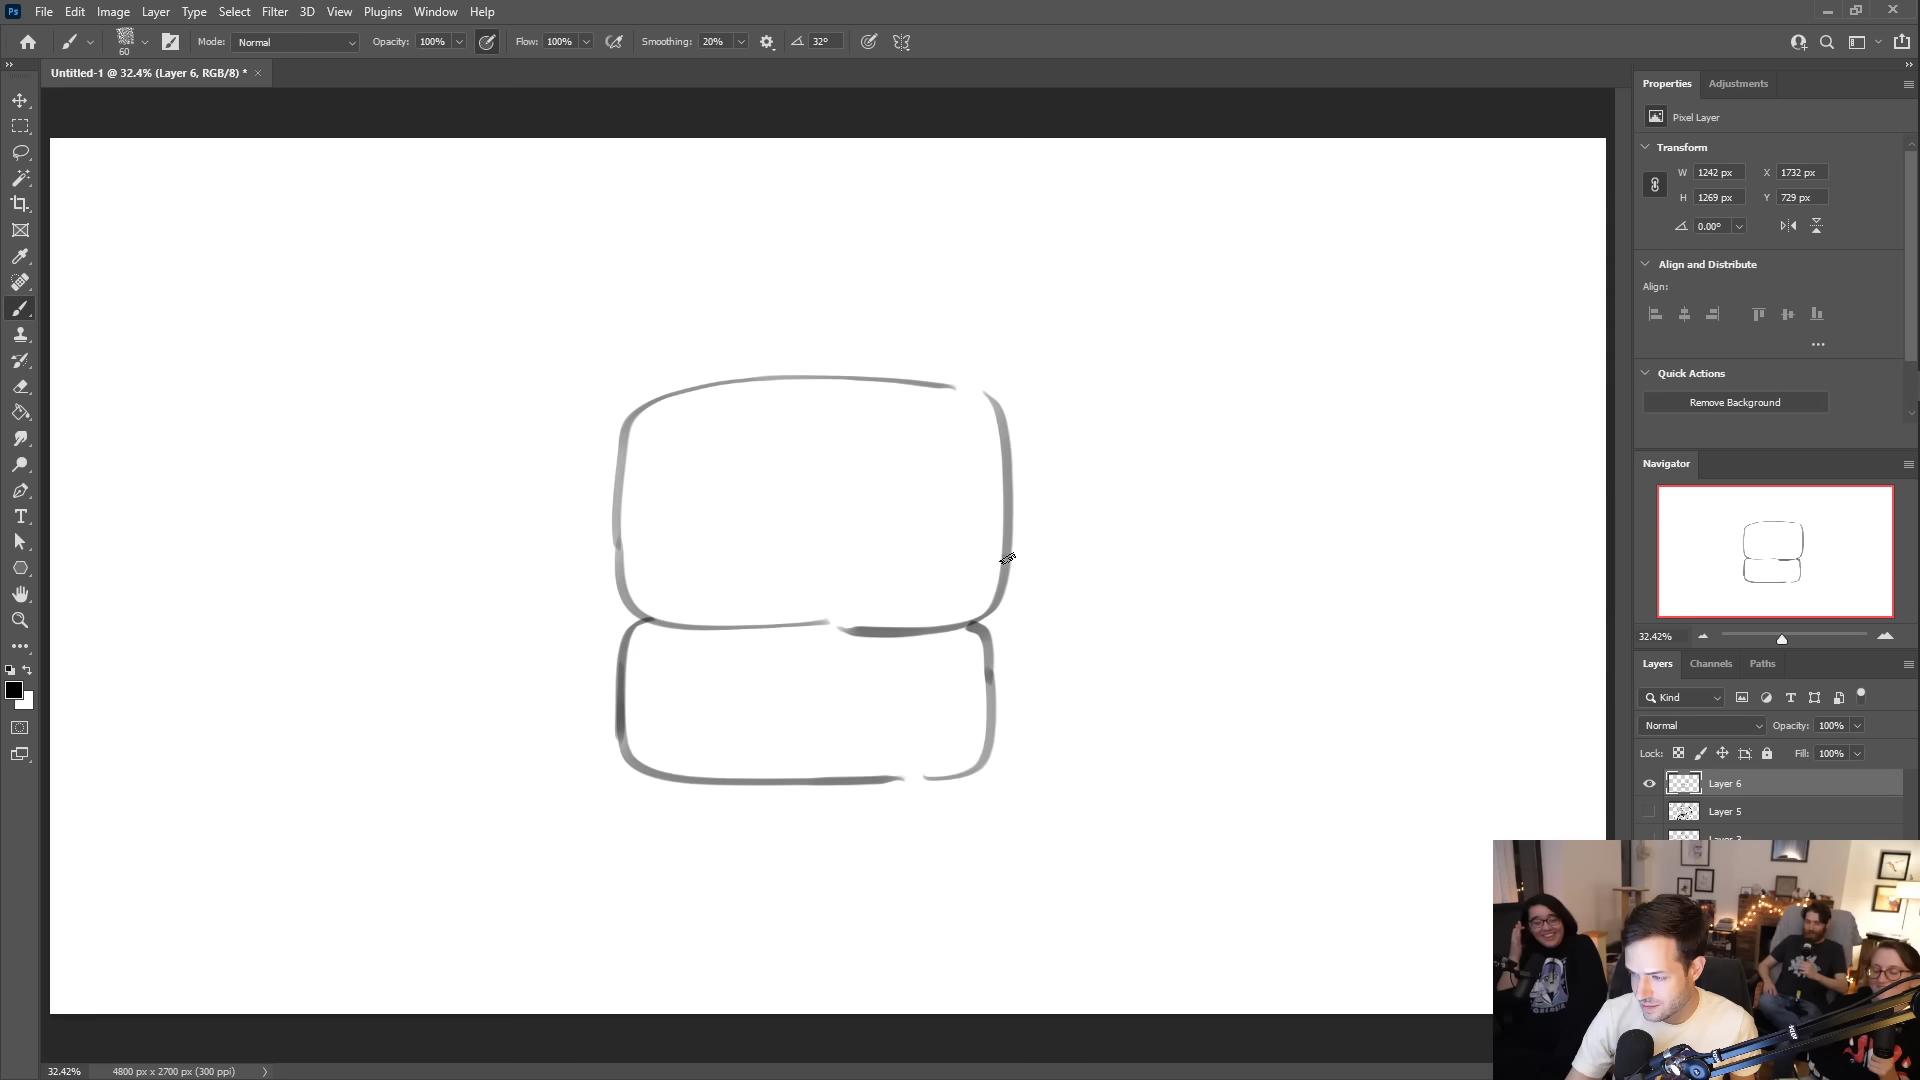 Ps File Edit Image Layer Type Select Filter 3D View Plugins Window Help
60 Mode: Normal Opacity: 100% Flow: 100% Smoothing: 20% 32°
Untitled-1 @ 32.4% (Layer 6, RGB/8) *
Properties Adjustments
Pixel Layer
Transform
W 1242 px X 1732 px
H 1269 px Y 729 px
0.00°
Align and Distribute
Align:
Quick Actions
Remove Background
Navigator
32.42%
Layers Channels Paths
Kind
Normal Opacity: 100%
Lock: Fill: 100%
Layer 6
Layer 5
32.42% 4800 px x 2700 px (300 ppi)